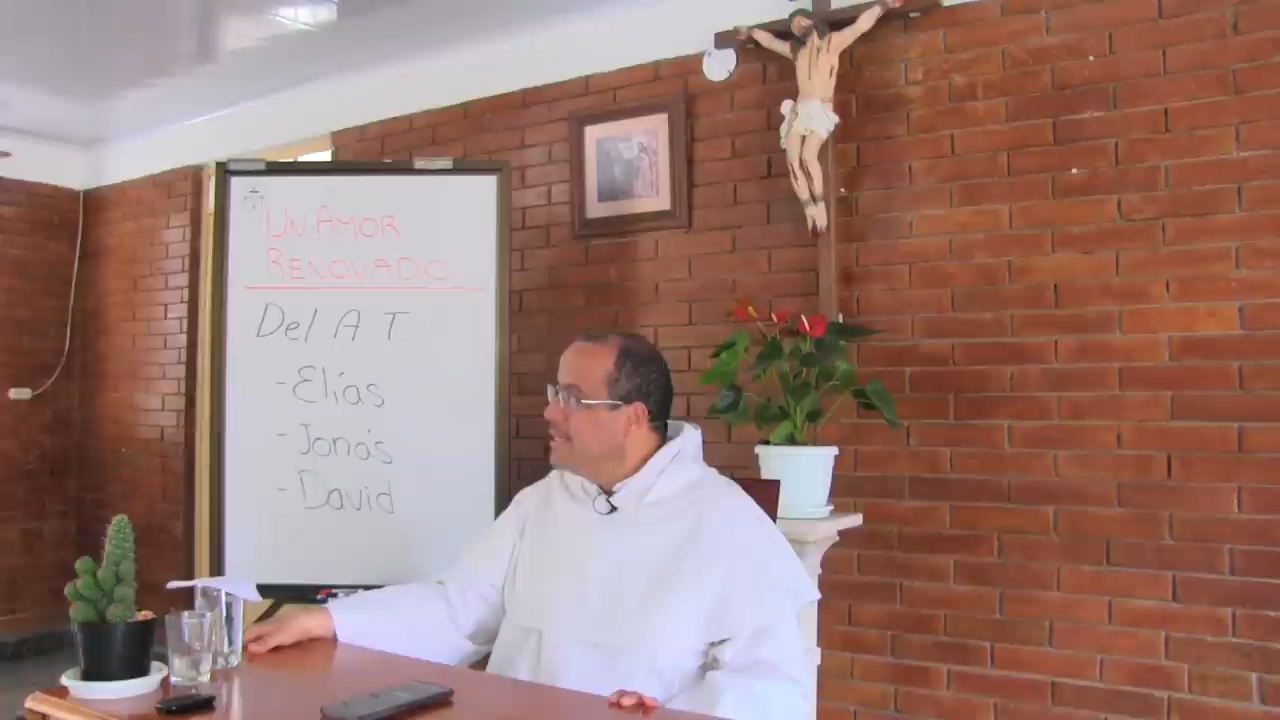 UN AMOR
RENOVADO
Del A T
- Elías
- Jonás
- David